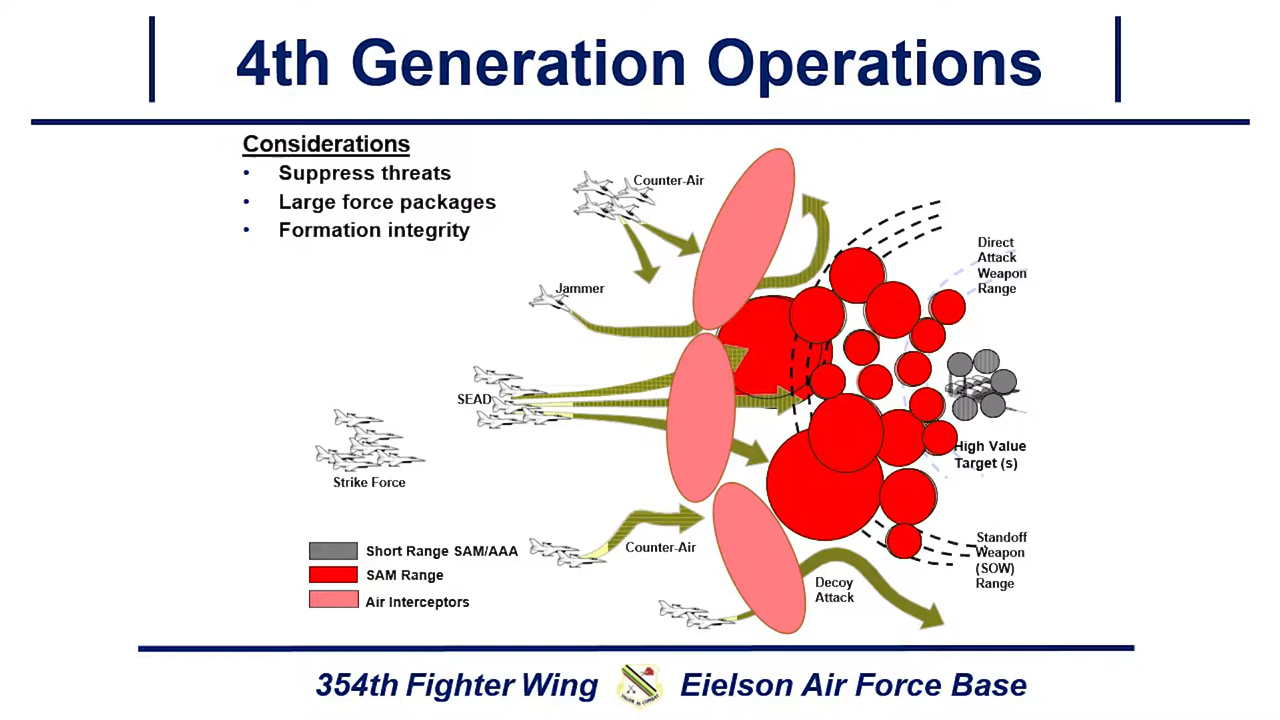 4th Generation Operations
Considerations
• Suppress threats
• Large force packages
• Formation integrity
Counter-Air
Direct
Attack
Weapon
Range
Jammer
SEAD
High Value
Target (s)
Strike Force
Short Range SAM/AAA
SAM Range
Air Interceptors
Counter-Air
Standoff
Weapon
(SOW)
Range
Decoy
Attack
354th Fighter Wing
Eielson Air Force Base